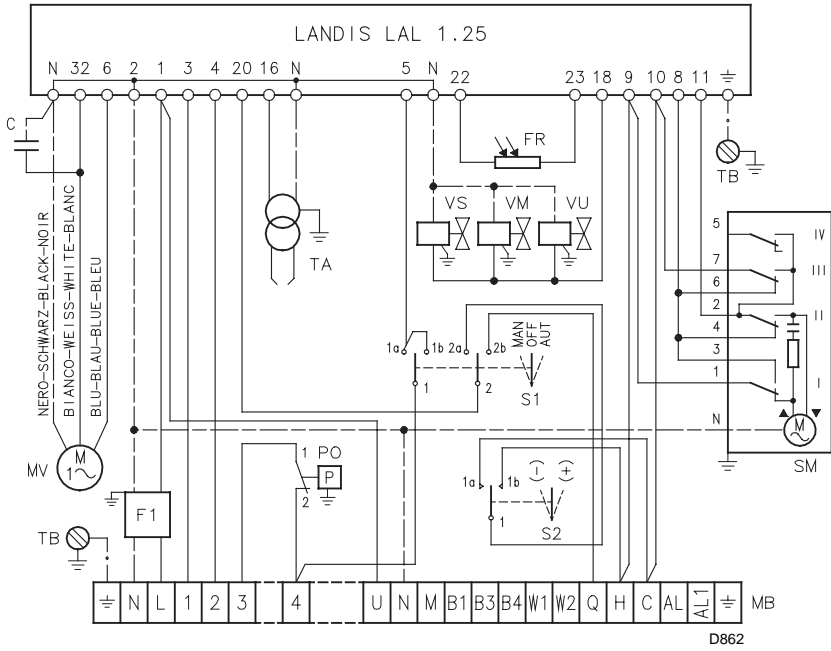 LANDIS LAL 1.25
N 32 6 2 1 3 4 20 16 N 5 N 22 23 18 9 10 8 11
C
FR
TB
NERO-SCHWARZ-BLACK-NOIR
BIANCO-WEISS-WHITE-BLANC
BLU-BLAU-BLUE-BLEU
TA
VS VM VU
5 IV
7 III
6
2 II
4
3
1 I
N
M
SM
1a 1b 2a 2b
MAN
OFF
AUT
1 2
S1
MV
M
1
1 PO
P
2
1a 1b (-) (+)
1
S2
F1
TB
N L 1 2 3 4 U N M B1 B3 B4 W1 W2 Q H C AL AL1 MB
D862